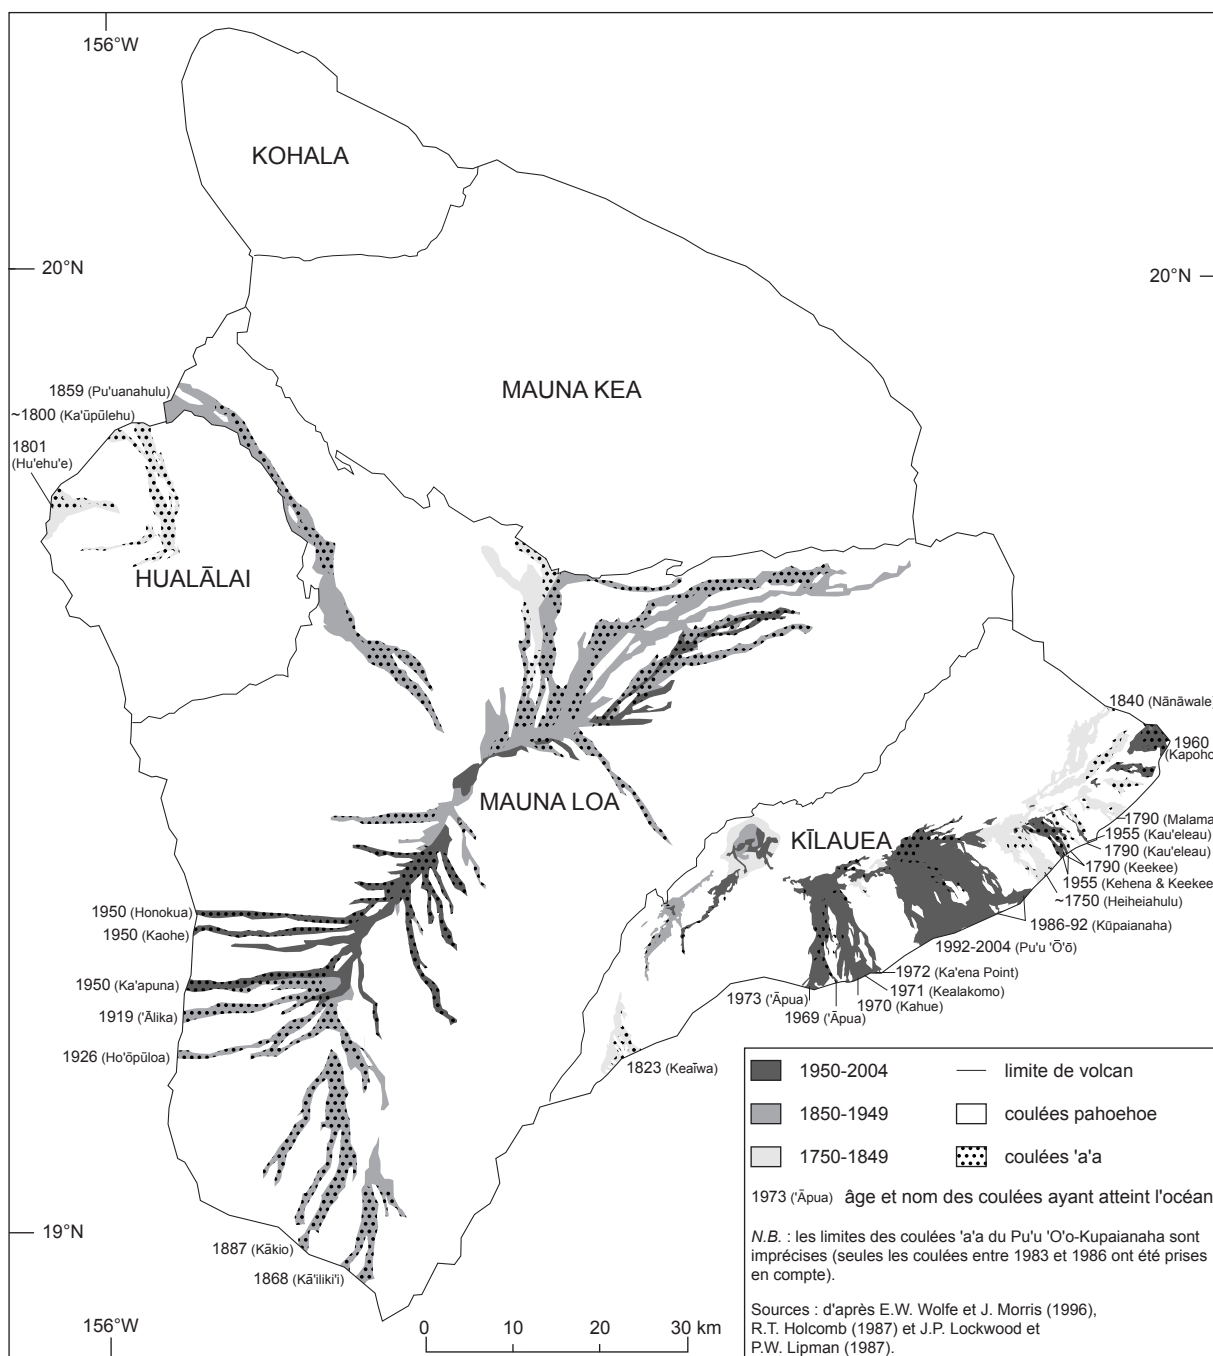 156°W
KOHALA
20°N
20°N
MAUNA KEA
1859 (Pu'uanahulu)
~1800 (Ka'ūpūlehu)
1801
(Hu'ehu'e)
HUALĀLAI
1840 (Nānāwale)
1960
(Kapoho
MAUNA LOA
KĪLAUEA
1790 (Malama
1955 (Kau'eleau)
1790 (Kau'eleau)
1790 (Keekee)
1955 (Kehena & Keekee
~1750 (Heiheiahulu)
1986-92 (Kūpaianaha)
1992-2004 (Pu'u 'Ō'ō)
1950 (Honokua)
1950 (Kaohe)
1950 (Ka'apuna)
1919 ('Ālika)
1926 (Ho'ōpūloa)
1972 (Ka'ena Point)
1971 (Kealakomo)
1970 (Kahue)
1973 ('Āpua)
1969 ('Āpua)
1823 (Keaīwa)
1887 (Kākio)
1868 (Kā'iliki'i)
19°N
156°W
0 10 20 30 km
1950-2004
limite de volcan
1850-1949
coulées pahoehoe
1750-1849
coulées 'a'a
1973 ('Āpua) âge et nom des coulées ayant atteint l'océan
N.B. : les limites des coulées 'a'a du Pu'u 'O'o-Kupaianaha sont
imprécises (seules les coulées entre 1983 et 1986 ont été prises
en compte).
Sources : d'après E.W. Wolfe et J. Morris (1996),
R.T. Holcomb (1987) et J.P. Lockwood et
P.W. Lipman (1987).